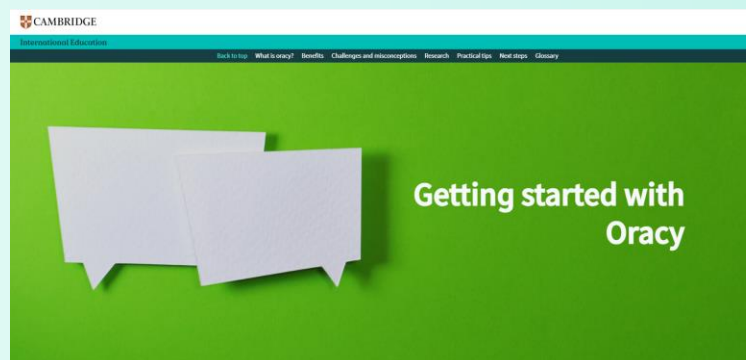 CAMBRIDGE
International Education
Back to top What is oracy? Benefits Challenges and misconceptions Research Practical tips Next steps Glossary
Getting started with
Oracy